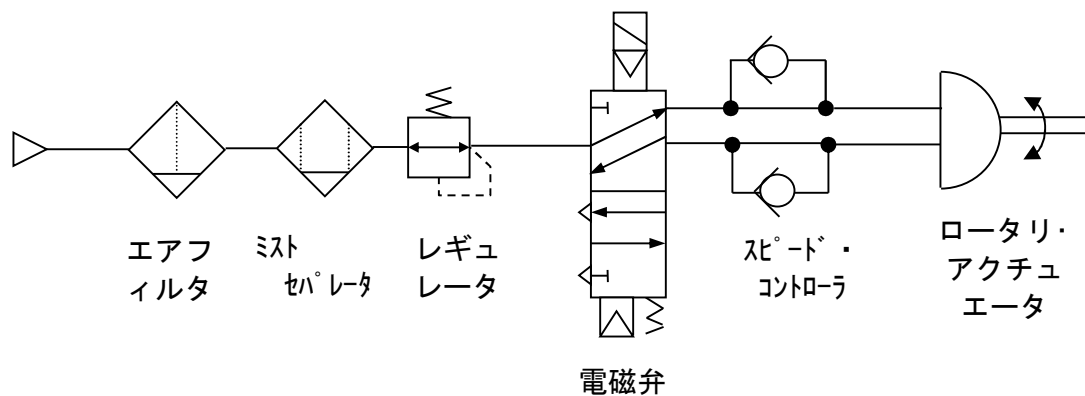 エアフ
ィルタ
ﾐｽﾄ
ｾﾊﾟﾚｰﾀ
レギュ
レータ
電磁弁
ｽﾋﾟｰﾄﾞ・
ｺﾝﾄﾛｰﾗ
ロータリ・
アクチュ
エータ